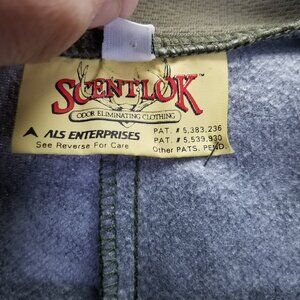 SCENTLOK™
ODOR ELIMINATING CLOTHING
ALS ENTERPRISES
See Reverse For Care
PAT. # 5,383,236
PAT. # 5,539,930
Other PATS. PEND.